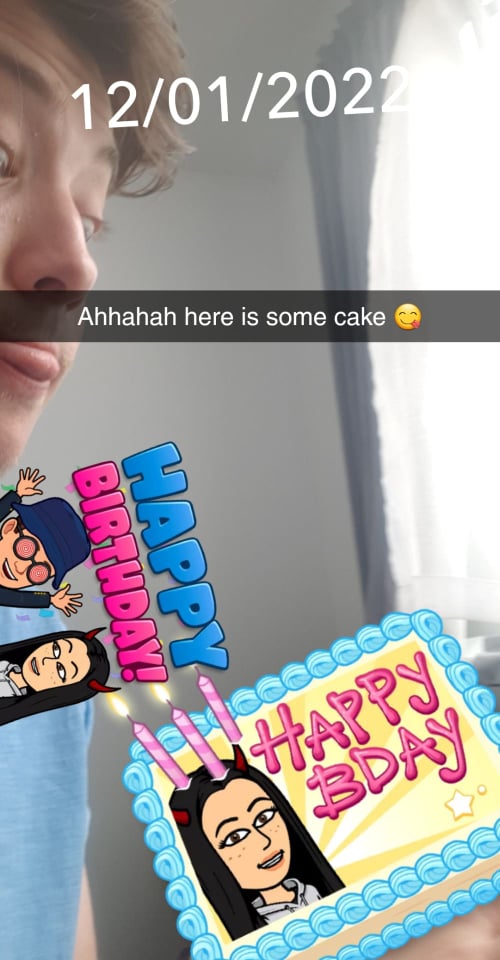 12/01/2022
Ahhahah here is some cake 😋
HAPPY
BIRTHDAY!
HAPPY
BDAY